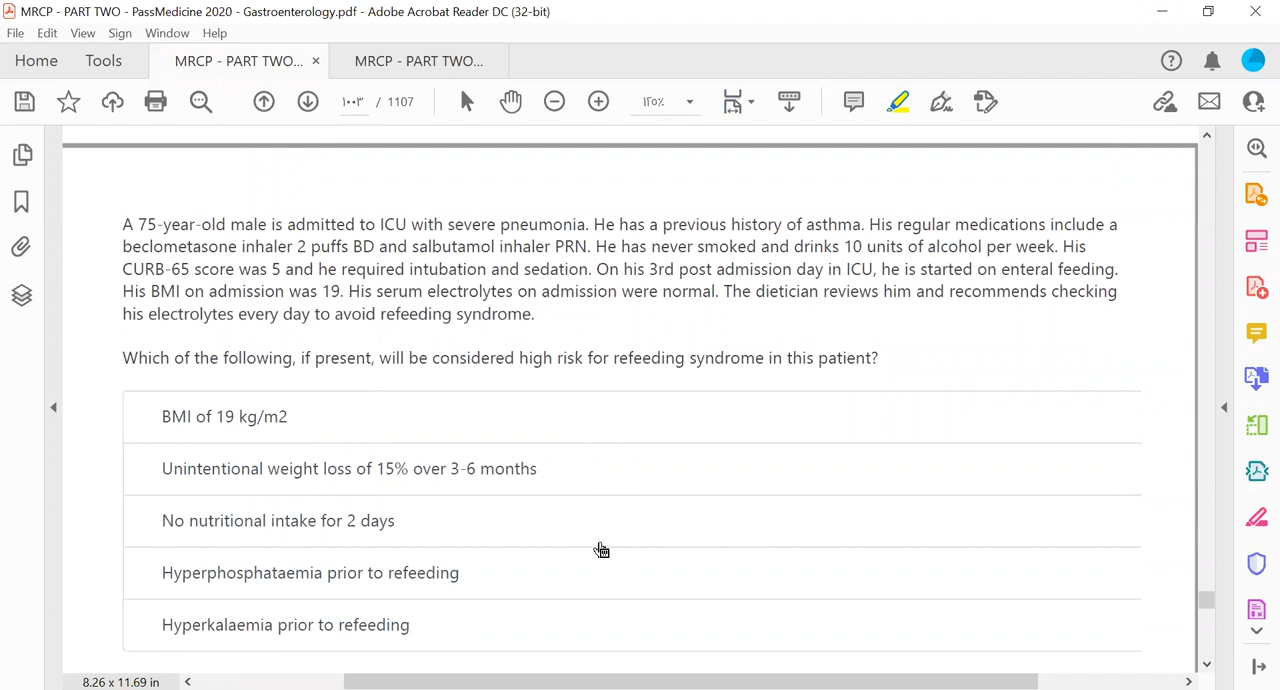 MRCP - PART TWO - PassMedicine 2020 - Gastroenterology.pdf - Adobe Acrobat Reader DC (32-bit)
File Edit View Sign Window Help
Home Tools MRCP - PART TWO... × MRCP - PART TWO...
١٠٠٣ / 1107 ١٢٥%
A 75-year-old male is admitted to ICU with severe pneumonia. He has a previous history of asthma. His regular medications include a
beclometasone inhaler 2 puffs BD and salbutamol inhaler PRN. He has never smoked and drinks 10 units of alcohol per week. His
CURB-65 score was 5 and he required intubation and sedation. On his 3rd post admission day in ICU, he is started on enteral feeding.
His BMI on admission was 19. His serum electrolytes on admission were normal. The dietician reviews him and recommends checking
his electrolytes every day to avoid refeeding syndrome.
Which of the following, if present, will be considered high risk for refeeding syndrome in this patient?
BMI of 19 kg/m2
Unintentional weight loss of 15% over 3-6 months
No nutritional intake for 2 days
Hyperphosphataemia prior to refeeding
Hyperkalaemia prior to refeeding
8.26 x 11.69 in